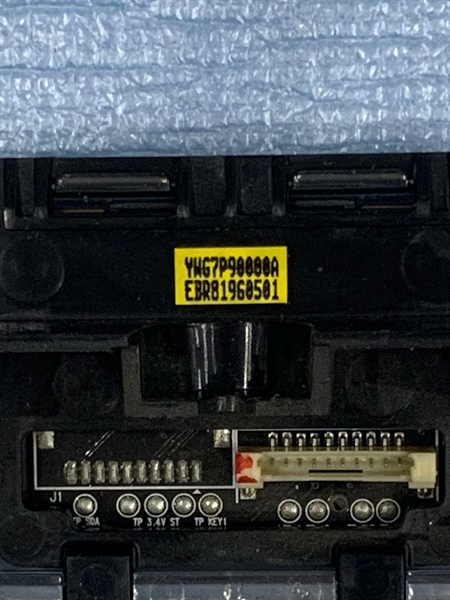 YWG7P90000A
EBR81960501
J1
TP SDA
TP 3.4V ST
TP KEY1